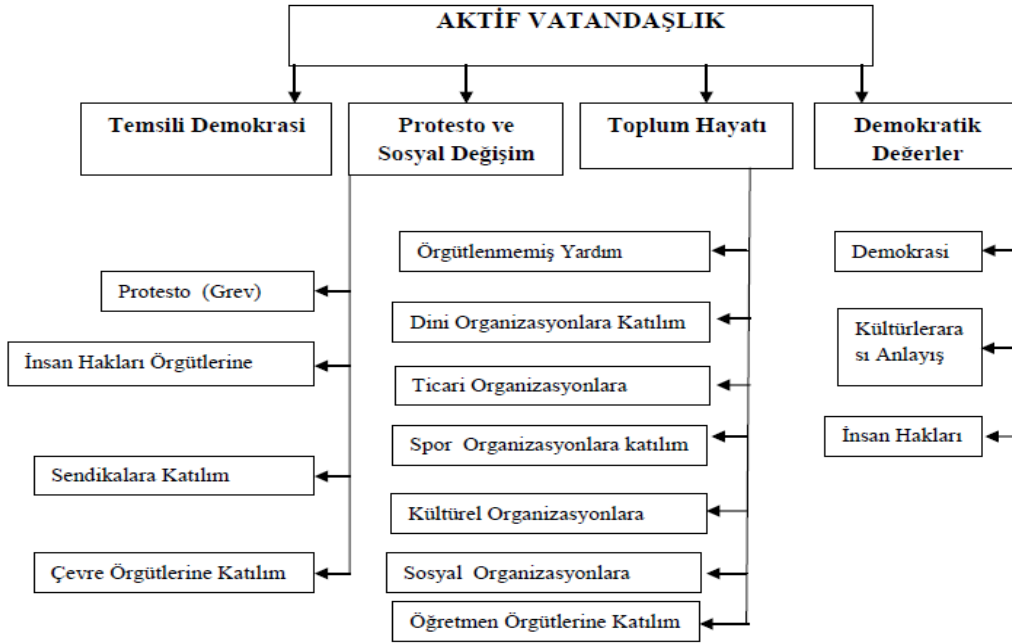 AKTİF VATANDAŞLIK
Temsili Demokrasi
Protesto ve
Sosyal Değişim
Toplum Hayatı
Demokratik
Değerler
Protesto (Grev)
İnsan Hakları Örgütlerine
Sendikalara Katılım
Çevre Örgütlerine Katılım
Örgütlenmemiş Yardım
Dini Organizasyonlara Katılım
Ticari Organizasyonlara
Spor Organizasyonlara katılım
Kültürel Organizasyonlara
Sosyal Organizasyonlara
Öğretmen Örgütlerine Katılım
Demokrasi
Kültürlerara
sı Anlayış
İnsan Hakları